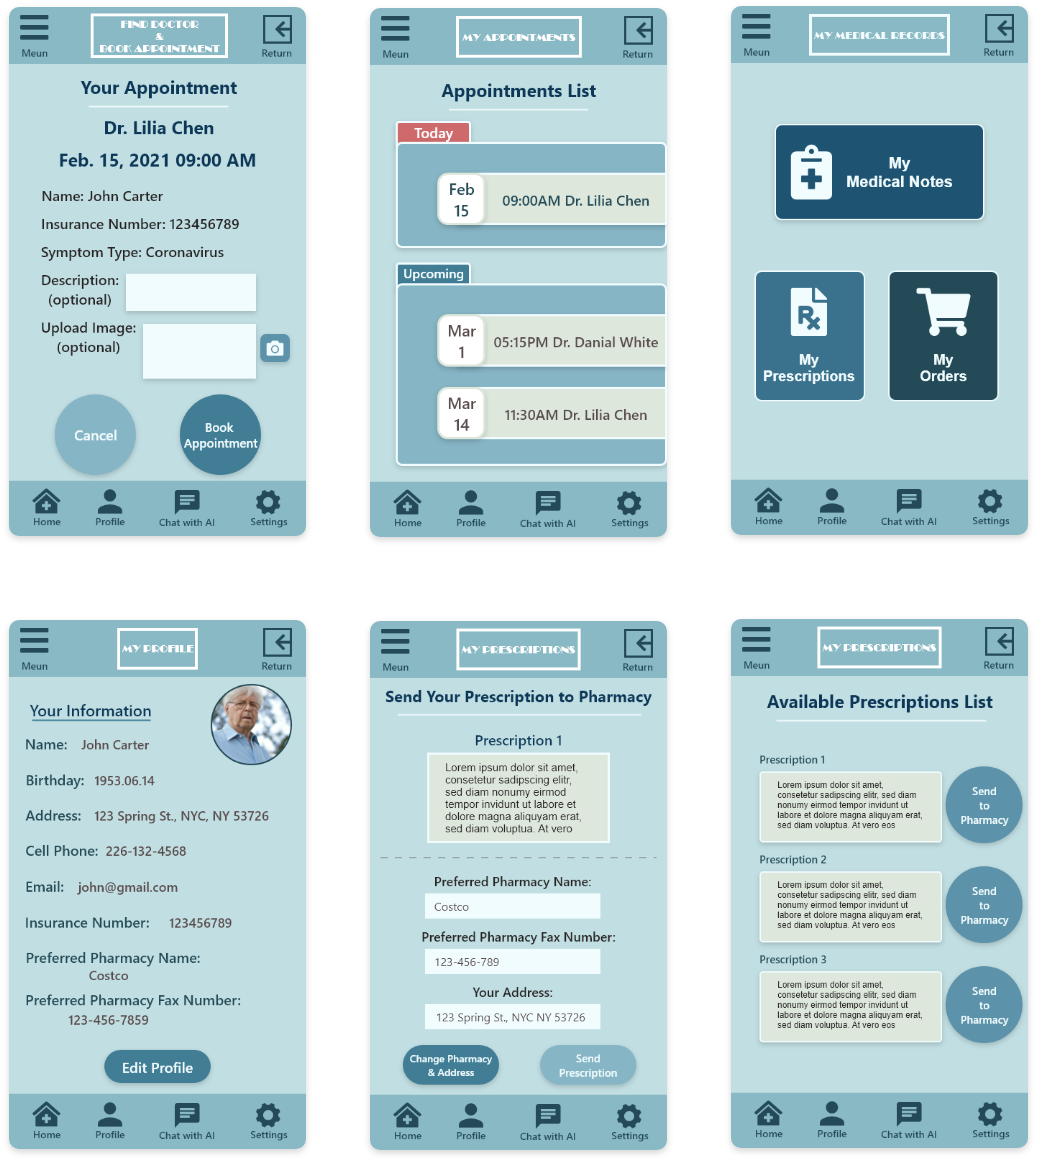 FIND DOCTOR
&
BOOK APPOINTMENT
Meun
Return
Your Appointment
Dr. Lilia Chen
Feb. 15, 2021 09:00 AM
Name: John Carter
Insurance Number: 123456789
Symptom Type: Coronavirus
Description:
(optional)
Upload Image:
(optional)
Cancel
Book
Appointment
Home
Profile
Chat with AI
Settings
MY APPOINTMENTS
Meun
Return
Appointments List
Today
Feb
15
09:00AM Dr. Lilia Chen
Upcoming
Mar
1
05:15PM Dr. Danial White
Mar
14
11:30AM Dr. Lilia Chen
Home
Profile
Chat with AI
Settings
MY MEDICAL RECORDS
Meun
Return
My
Medical Notes
Rx
My
Prescriptions
My
Orders
Home
Profile
Chat with AI
Settings
MY PROFILE
Meun
Return
Your Information
Name: John Carter
Birthday: 1953.06.14
Address: 123 Spring St., NYC, NY 53726
Cell Phone: 226-132-4568
Email: john@gmail.com
Insurance Number: 123456789
Preferred Pharmacy Name:
Costco
Preferred Pharmacy Fax Number:
123-456-7859
Edit Profile
Home
Profile
Chat with AI
Settings
MY PRESCRIPTIONS
Meun
Return
Send Your Prescription to Pharmacy
Prescription 1
Lorem ipsum dolor sit amet,
consetetur sadipscing elitr,
sed diam nonumy eirmod
tempor invidunt ut labore et
dolore magna aliquyam erat,
sed diam voluptua. At vero
Preferred Pharmacy Name:
Costco
Preferred Pharmacy Fax Number:
123-456-789
Your Address:
123 Spring St., NYC NY 53726
Change Pharmacy
& Address
Send
Prescription
Home
Profile
Chat with AI
Settings
MY PRESCRIPTIONS
Meun
Return
Available Prescriptions List
Prescription 1
Lorem ipsum dolor sit amet,
consetetur sadipscing elitr, sed diam
nonumy eirmod tempor invidunt ut
labore et dolore magna aliquyam erat,
sed diam voluptua. At vero eos
Send
to
Pharmacy
Prescription 2
Lorem ipsum dolor sit amet,
consetetur sadipscing elitr, sed diam
nonumy eirmod tempor invidunt ut
labore et dolore magna aliquyam erat,
sed diam voluptua. At vero eos
Send
to
Pharmacy
Prescription 3
Lorem ipsum dolor sit amet,
consetetur sadipscing elitr, sed diam
nonumy eirmod tempor invidunt ut
labore et dolore magna aliquyam erat,
sed diam voluptua. At vero eos
Send
to
Pharmacy
Home
Profile
Chat with AI
Settings